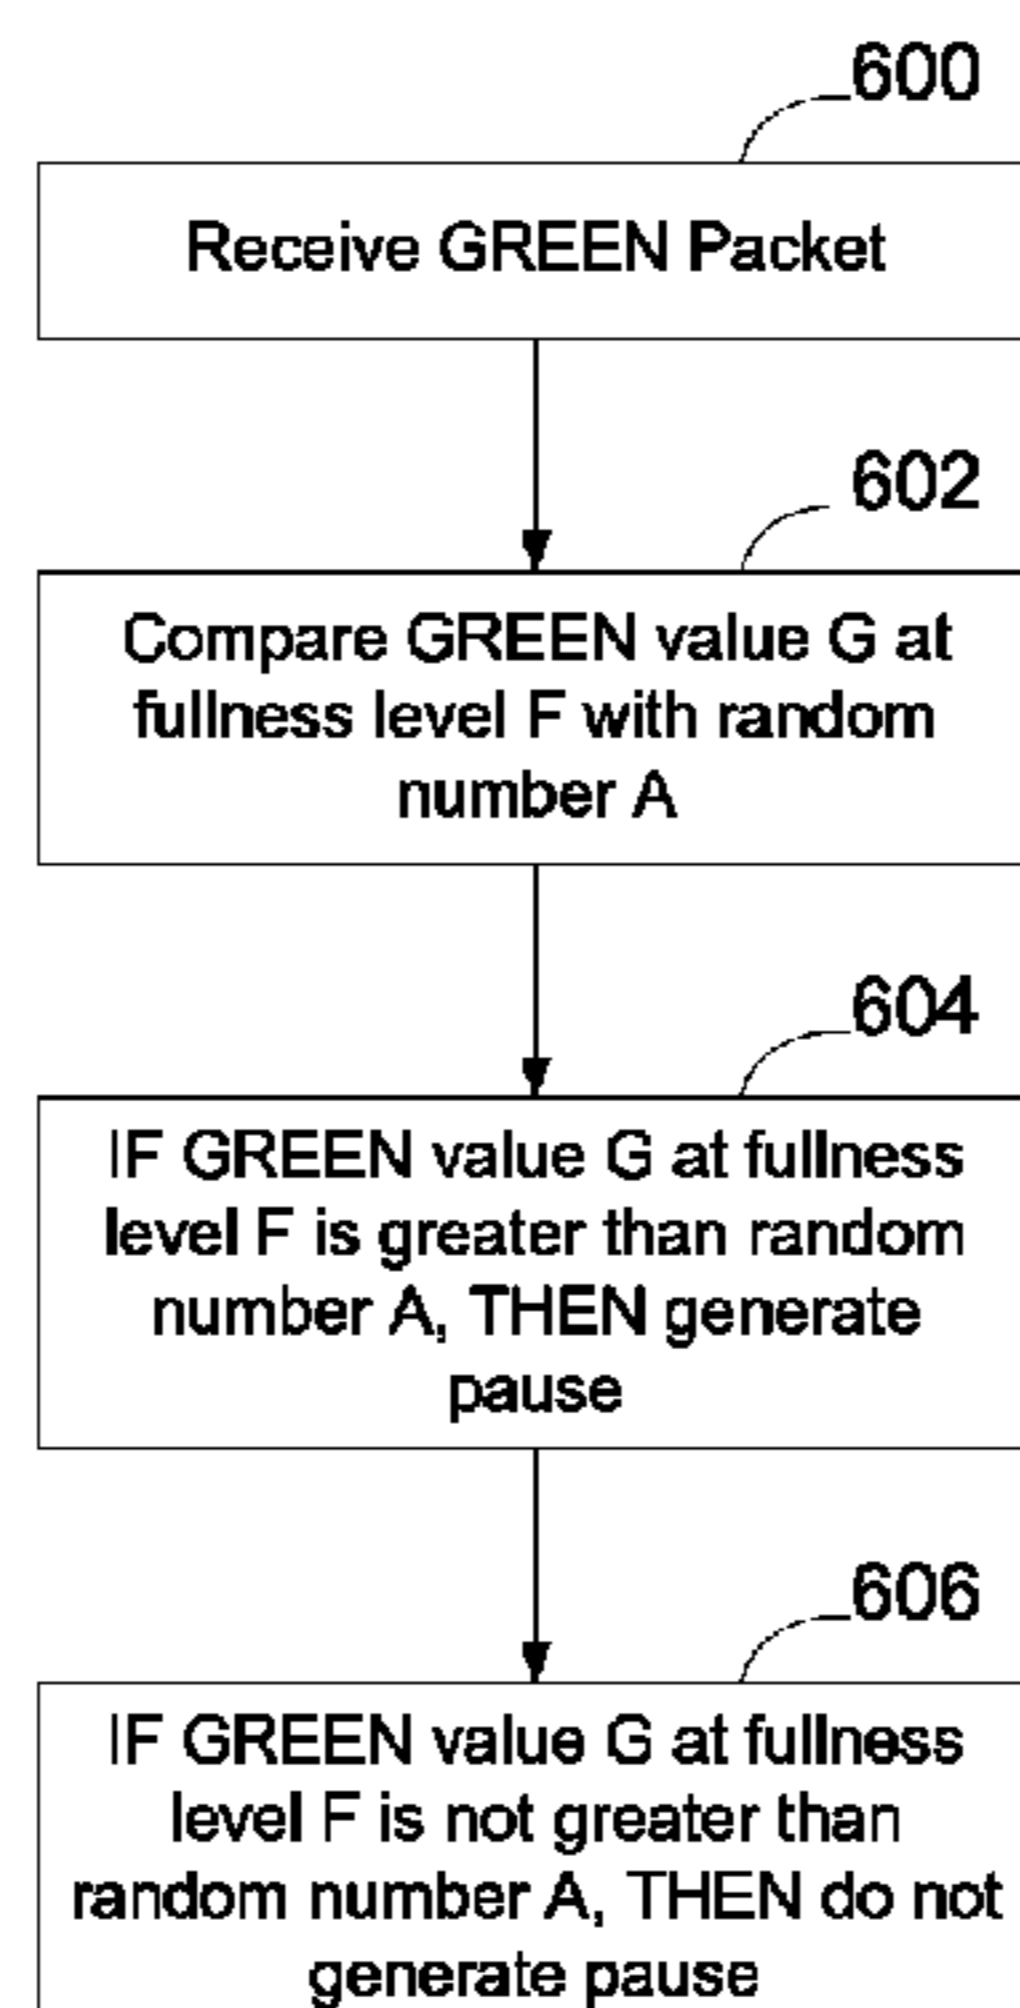 600
Receive GREEN Packet
602
Compare GREEN value G at
fullness level F with random
number A
604
IF GREEN value G at fullness
level F is greater than random
number A, THEN generate
pause
606
IF GREEN value G at fullness
level F is not greater than
random number A, THEN do not
generate pause